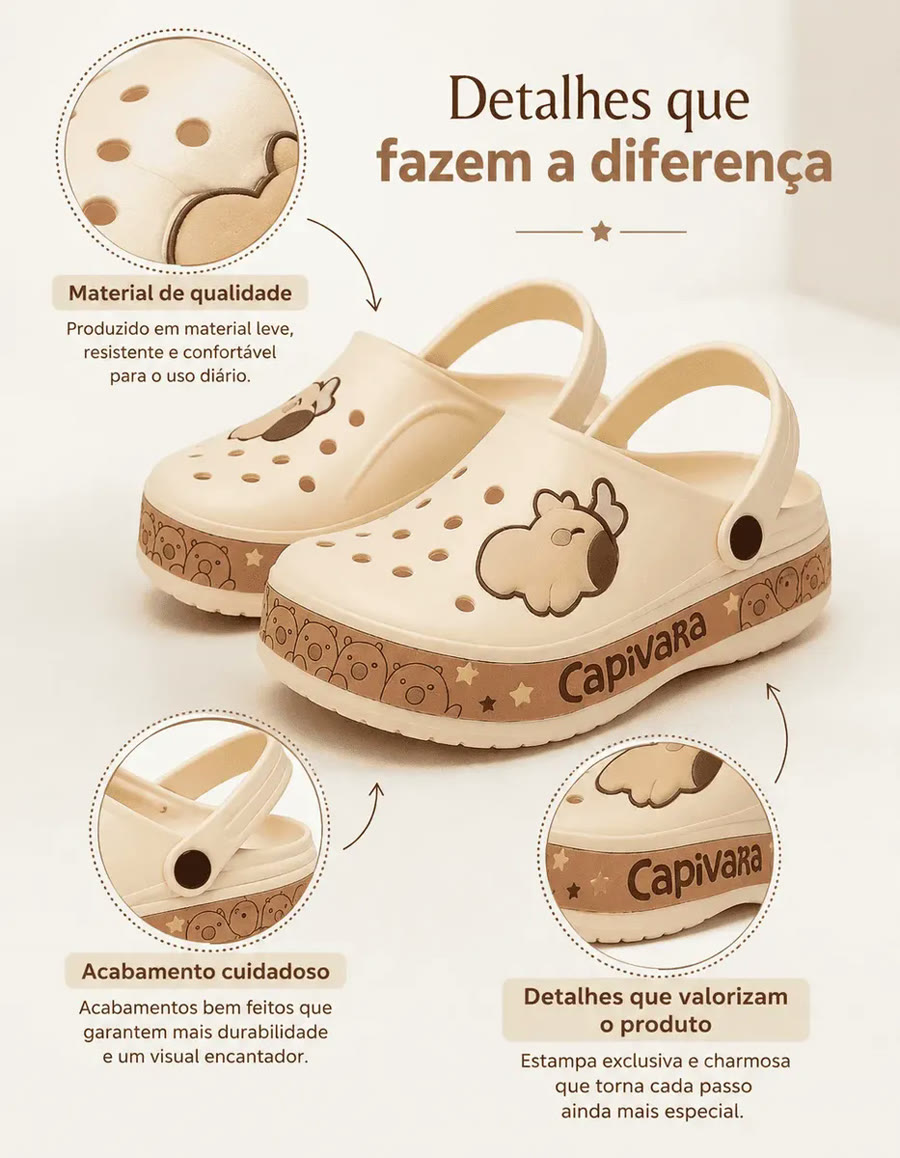 Detalhes que
fazem a diferença
Material de qualidade
Produzido em material leve,
resistente e confortável
para o uso diário.
Capivara
Acabamento cuidadoso
Acabamentos bem feitos que
garantem mais durabilidade
e um visual encantador.
Capivara
Detalhes que valorizam
o produto
Estampa exclusiva e charmosa
que torna cada passo
ainda mais especial.